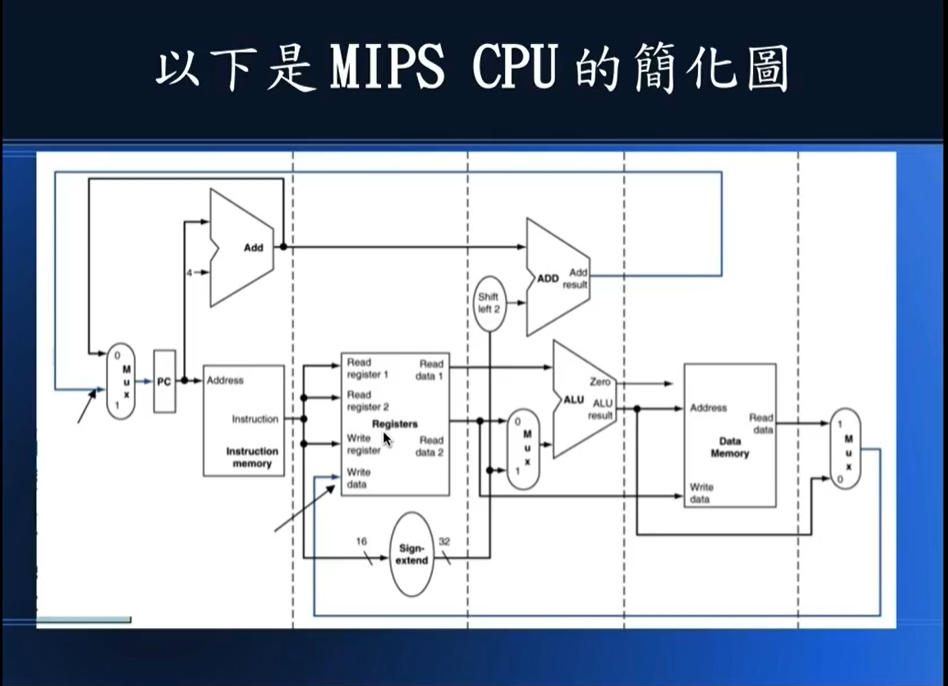 以下是MIPS CPU的簡化圖
Add
4
ADD
Add
result
Shift
left 2
0
M
u
x
1
PC
Address
Instruction
Instruction
memory
Read
register 1
Read
data 1
Read
register 2
Registers
Write
register
Read
data 2
Write
data
0
M
u
x
1
Zero
ALU
ALU
result
Address
Read
data
Data
Memory
Write
data
1
M
u
x
0
16
Sign-
extend
32